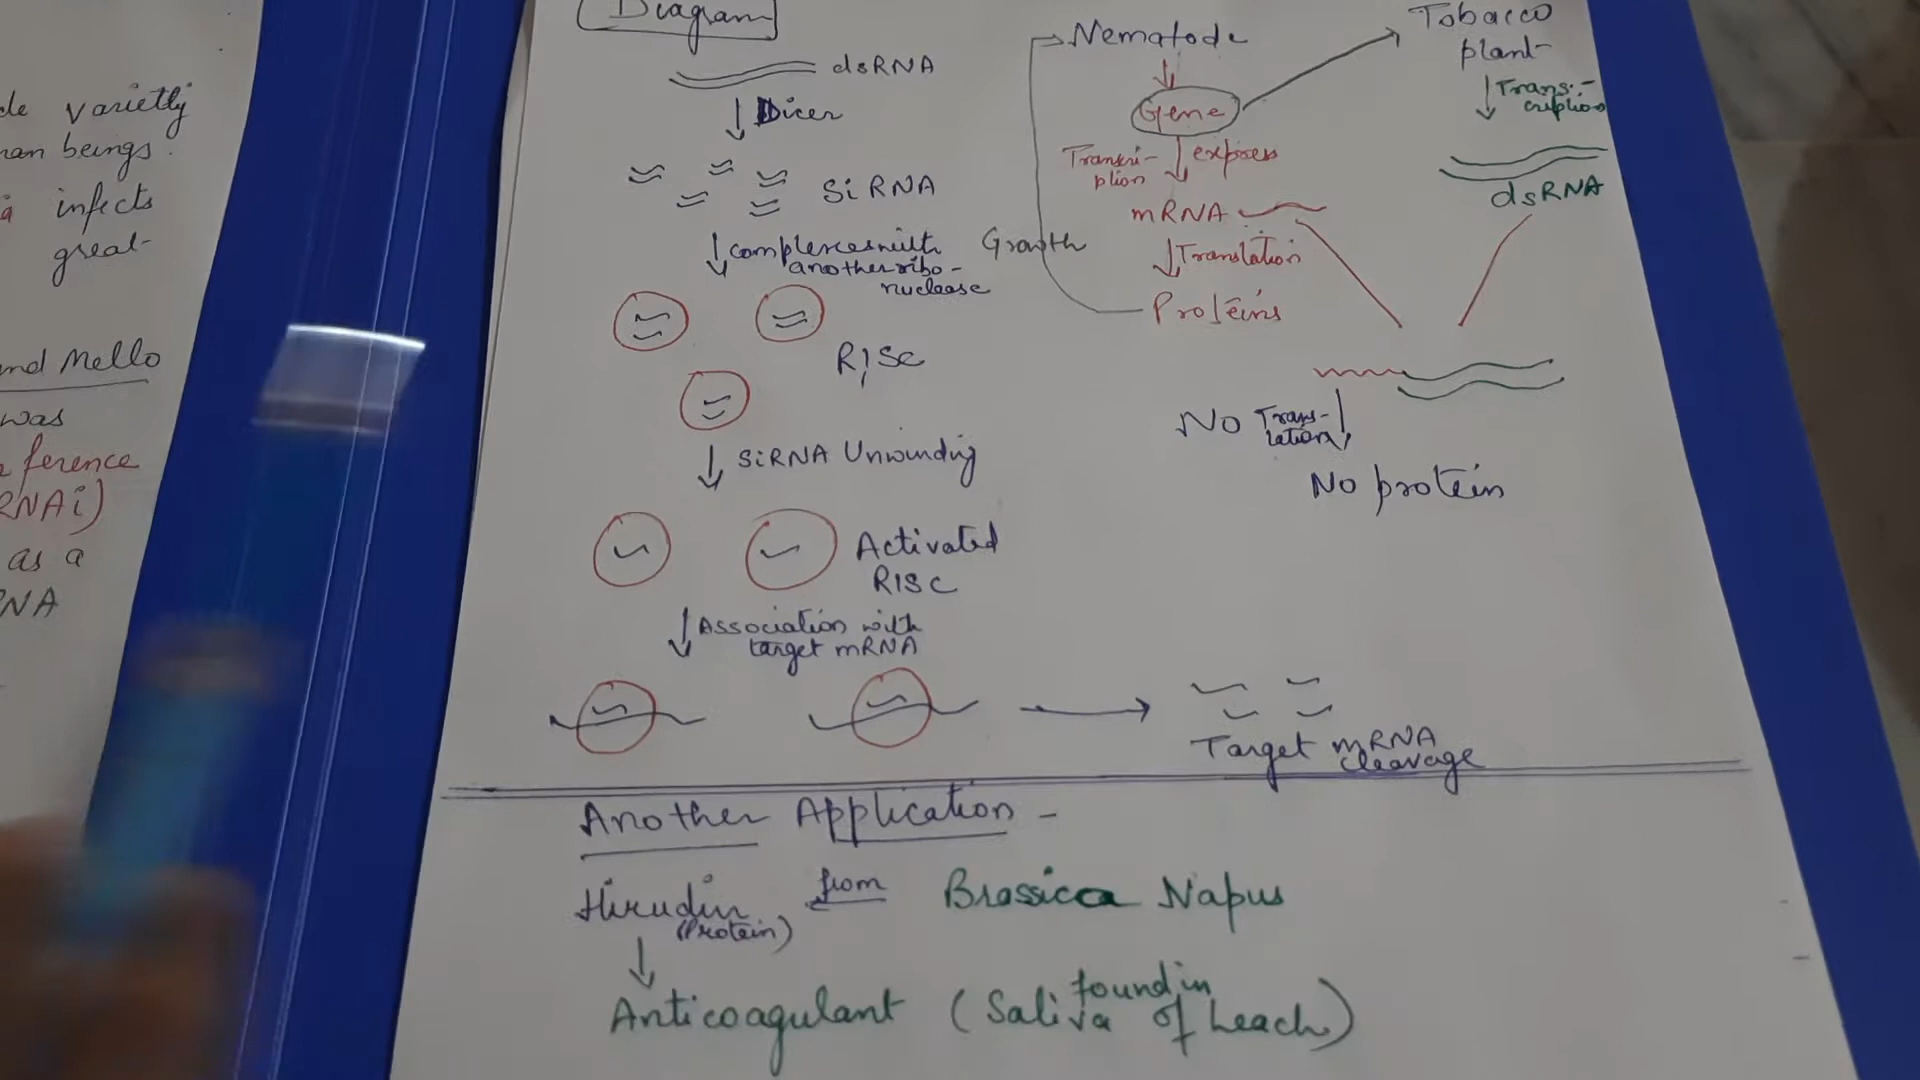 de varietly
man beings.
infects
great-
and Mello
was
ference
RNAi)
as a
NA
Diagram
dsRNA
Dicer
SiRNA
complexes with
another ribo-
nuclease
RISC
SiRNA Unwinding
Activated
RISC
Association with
target mRNA
Target mRNA
cleavage
Nematode
Gene
Transcri-
ption
express
mRNA
Translation
Growth
Proteins
Tobacco
plant-
Trans:-
cription
dsRNA
No Trans-
lation
No protein
Another Application -
Hirudin from Brassica Napus
(Protein)
Anticoagulant (Saliva found in
of Leach)